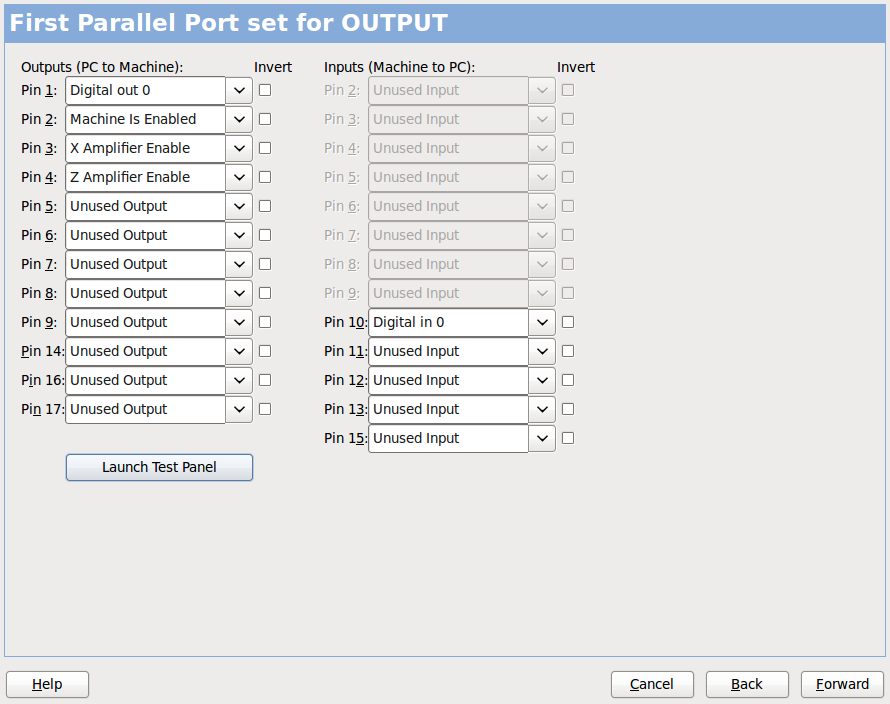 First Parallel Port set for OUTPUT
Outputs (PC to Machine): Invert Inputs (Machine to PC): Invert
Pin 1: Digital out 0 Pin 2: Unused Input
Pin 2: Machine Is Enabled Pin 3: Unused Input
Pin 3: X Amplifier Enable Pin 4: Unused Input
Pin 4: Z Amplifier Enable Pin 5: Unused Input
Pin 5: Unused Output Pin 6: Unused Input
Pin 6: Unused Output Pin 7: Unused Input
Pin 7: Unused Output Pin 8: Unused Input
Pin 8: Unused Output Pin 9: Unused Input
Pin 9: Unused Output Pin 10: Digital in 0
Pin 14: Unused Output Pin 11: Unused Input
Pin 16: Unused Output Pin 12: Unused Input
Pin 17: Unused Output Pin 13: Unused Input
Pin 15: Unused Input
Launch Test Panel
Help Cancel Back Forward